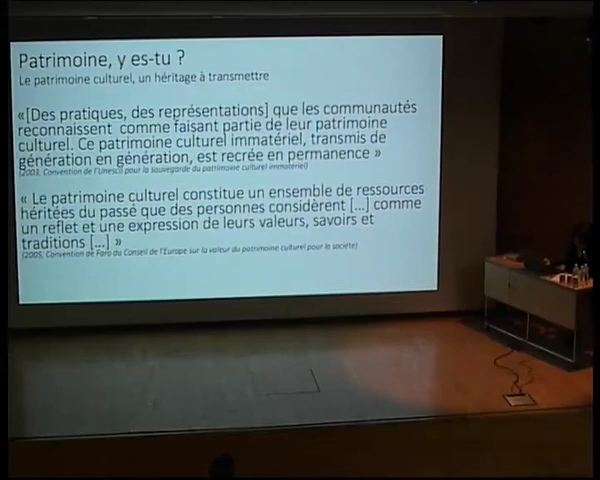 Patrimoine, y es-tu ?
Le patrimoine culturel, un héritage à transmettre
«[Des pratiques, des représentations] que les communautés
reconnaissent comme faisant partie de leur patrimoine
culturel. Ce patrimoine culturel immatériel, transmis de
génération en génération, est recrée en permanence »
(2003, Convention de l'Unesco pour la sauvegarde du patrimoine culturel immatériel)
« Le patrimoine culturel constitue un ensemble de ressources
héritées du passé que des personnes considèrent [...] comme
un reflet et une expression de leurs valeurs, savoirs et
traditions [...] »
(2005, Convention de Faro du Conseil de l'Europe sur la valeur du patrimoine culturel pour la société)